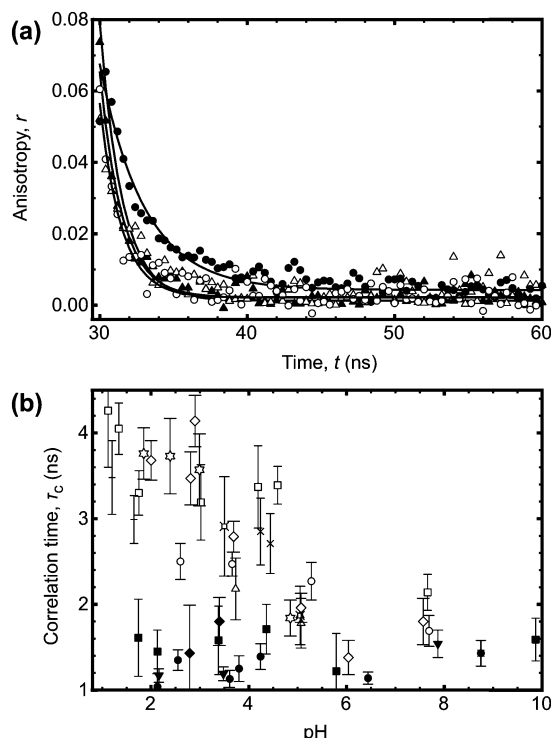 (a)
0.08
0.06
0.04
0.02
0.00
Anisotropy, r
30 40 50 60
Time, t (ns)
(b)
4
3
2
1
Correlation time, τc (ns)
2 4 6 8 10
pH